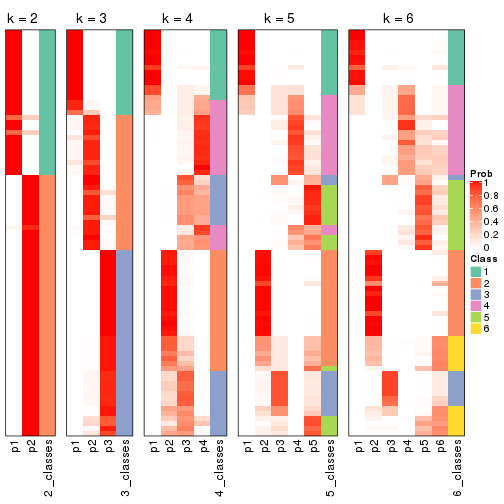 k = 2
k = 3
k = 4
k = 5
k = 6
p1
p2
2_classes
p1
p2
p3
3_classes
p1
p2
p3
p4
4_classes
p1
p2
p3
p4
p5
5_classes
p1
p2
p3
p4
p5
p6
6_classes
Prob
1
0.8
0.6
0.4
0.2
0
Class
1
2
3
4
5
6